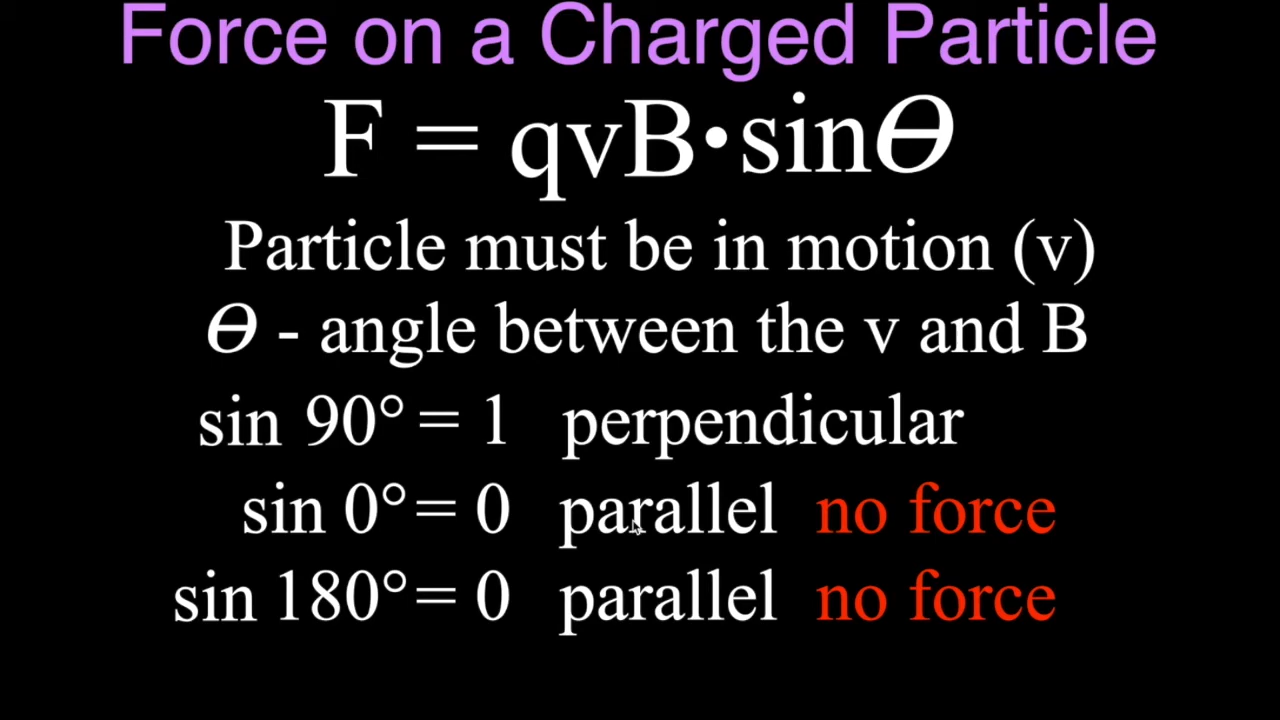 Force on a Charged Particle
F = qvB•sinΘ
Particle must be in motion (v)
Θ - angle between the v and B
sin 90° = 1 perpendicular
sin 0° = 0 parallel no force
sin 180° = 0 parallel no force